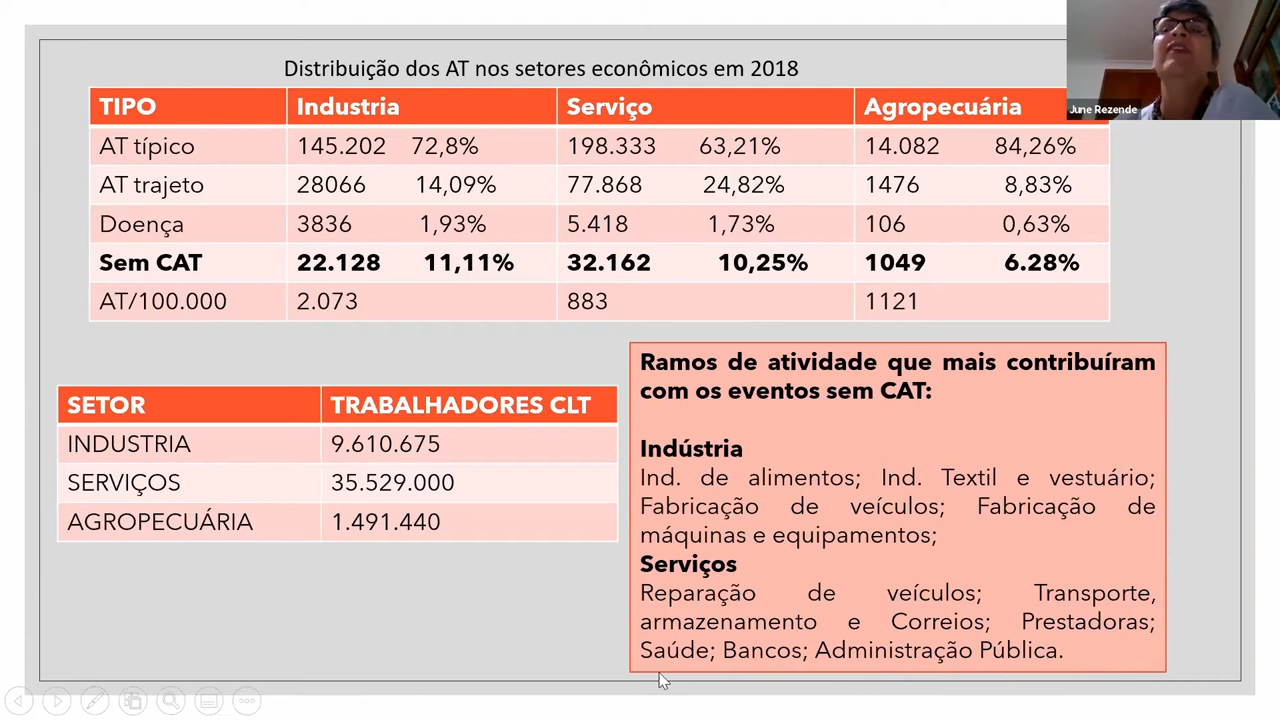 Distribuição dos AT nos setores econômicos em 2018
June Rezende
TIPO Industria Serviço Agropecuária
AT típico 145.202 72,8% 198.333 63,21% 14.082 84,26%
AT trajeto 28066 14,09% 77.868 24,82% 1476 8,83%
Doença 3836 1,93% 5.418 1,73% 106 0,63%
Sem CAT 22.128 11,11% 32.162 10,25% 1049 6.28%
AT/100.000 2.073 883 1121
SETOR TRABALHADORES CLT
INDUSTRIA 9.610.675
SERVIÇOS 35.529.000
AGROPECUÁRIA 1.491.440
Ramos de atividade que mais contribuíram
com os eventos sem CAT:
Indústria
Ind. de alimentos; Ind. Textil e vestuário;
Fabricação de veículos; Fabricação de
máquinas e equipamentos;
Serviços
Reparação de veículos; Transporte,
armazenamento e Correios; Prestadoras;
Saúde; Bancos; Administração Pública.